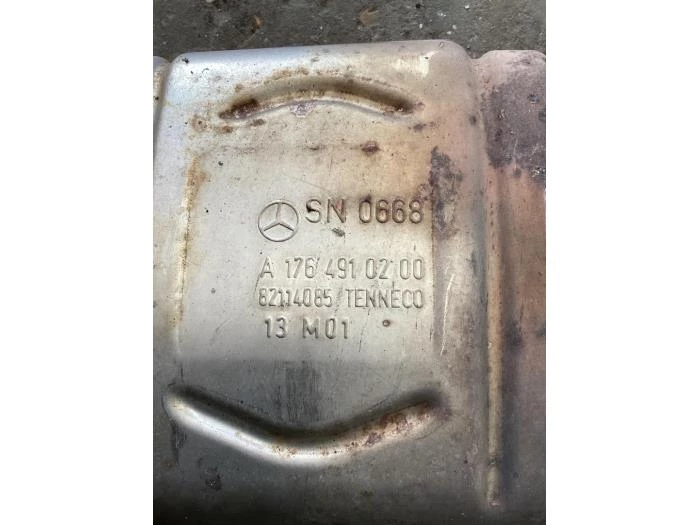 SN 0668
A 176 491 02 00
82114085/TENNECO
13 M01